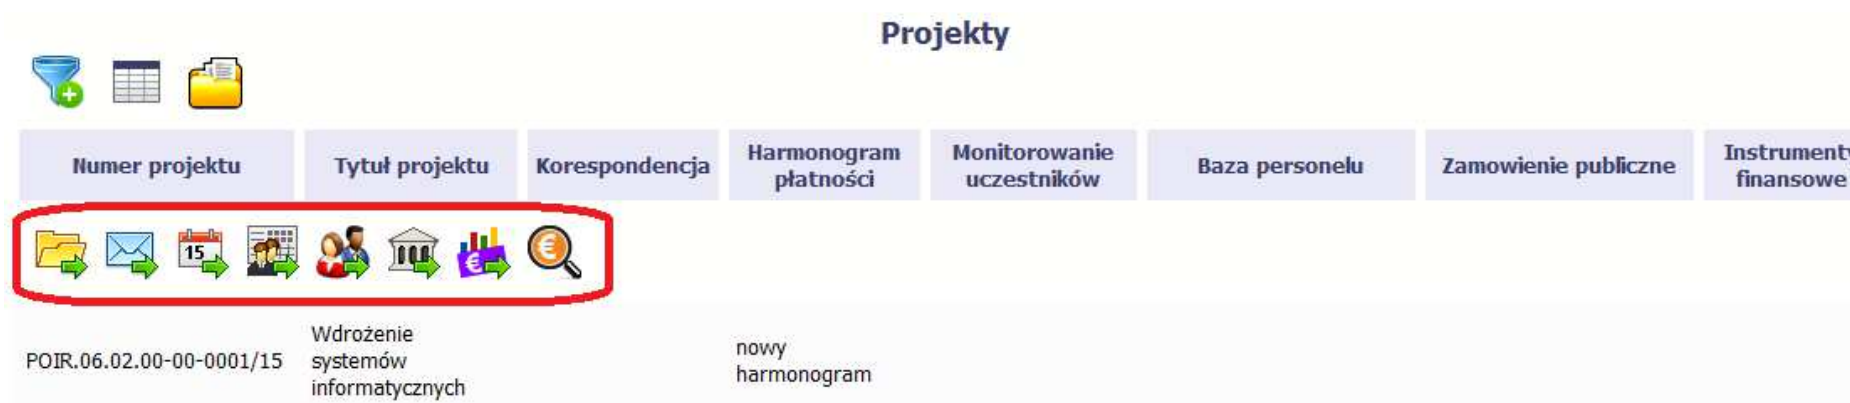 Projekty
Numer projektu
Tytuł projektu
Korespondencja
Harmonogram
płatności
Monitorowanie
uczestników
Baza personelu
Zamowienie publiczne
Instrumenty
finansowe
15
€
€
POIR.06.02.00-00-0001/15
Wdrożenie
systemów
informatycznych
nowy
harmonogram